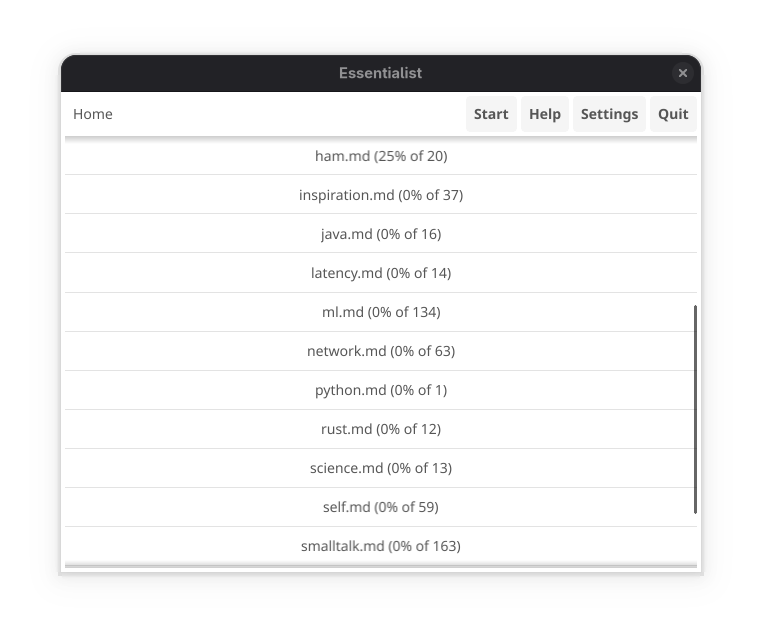 Essentialist
Home Start Help Settings Quit
ham.md (25% of 20)
inspiration.md (0% of 37)
java.md (0% of 16)
latency.md (0% of 14)
ml.md (0% of 134)
network.md (0% of 63)
python.md (0% of 1)
rust.md (0% of 12)
science.md (0% of 13)
self.md (0% of 59)
smalltalk.md (0% of 163)